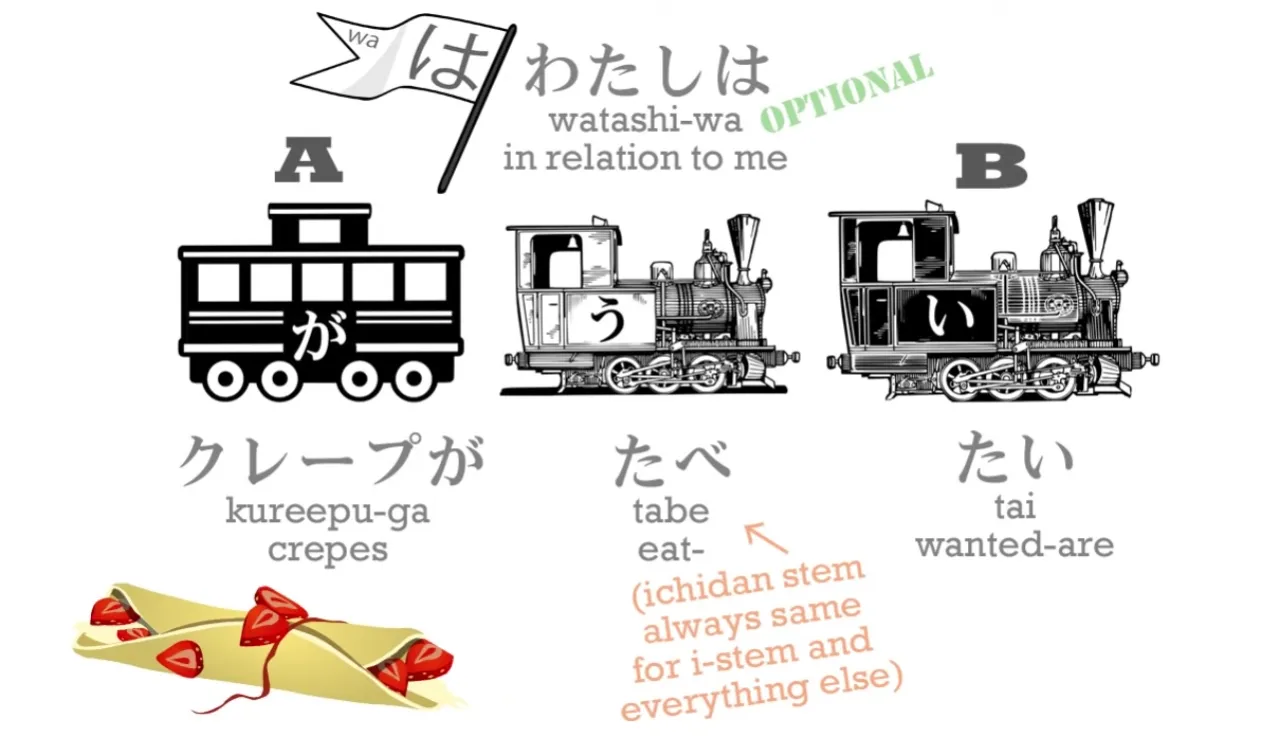 wa は
わたしは
OPTIONAL
watashi-wa
in relation to me
A
B
が
う
い
クレープが
kureepu-ga
crepes
たべ
tabe
eat-
(ichidan stem
always same
for i-stem and
everything else)
たい
tai
wanted-are